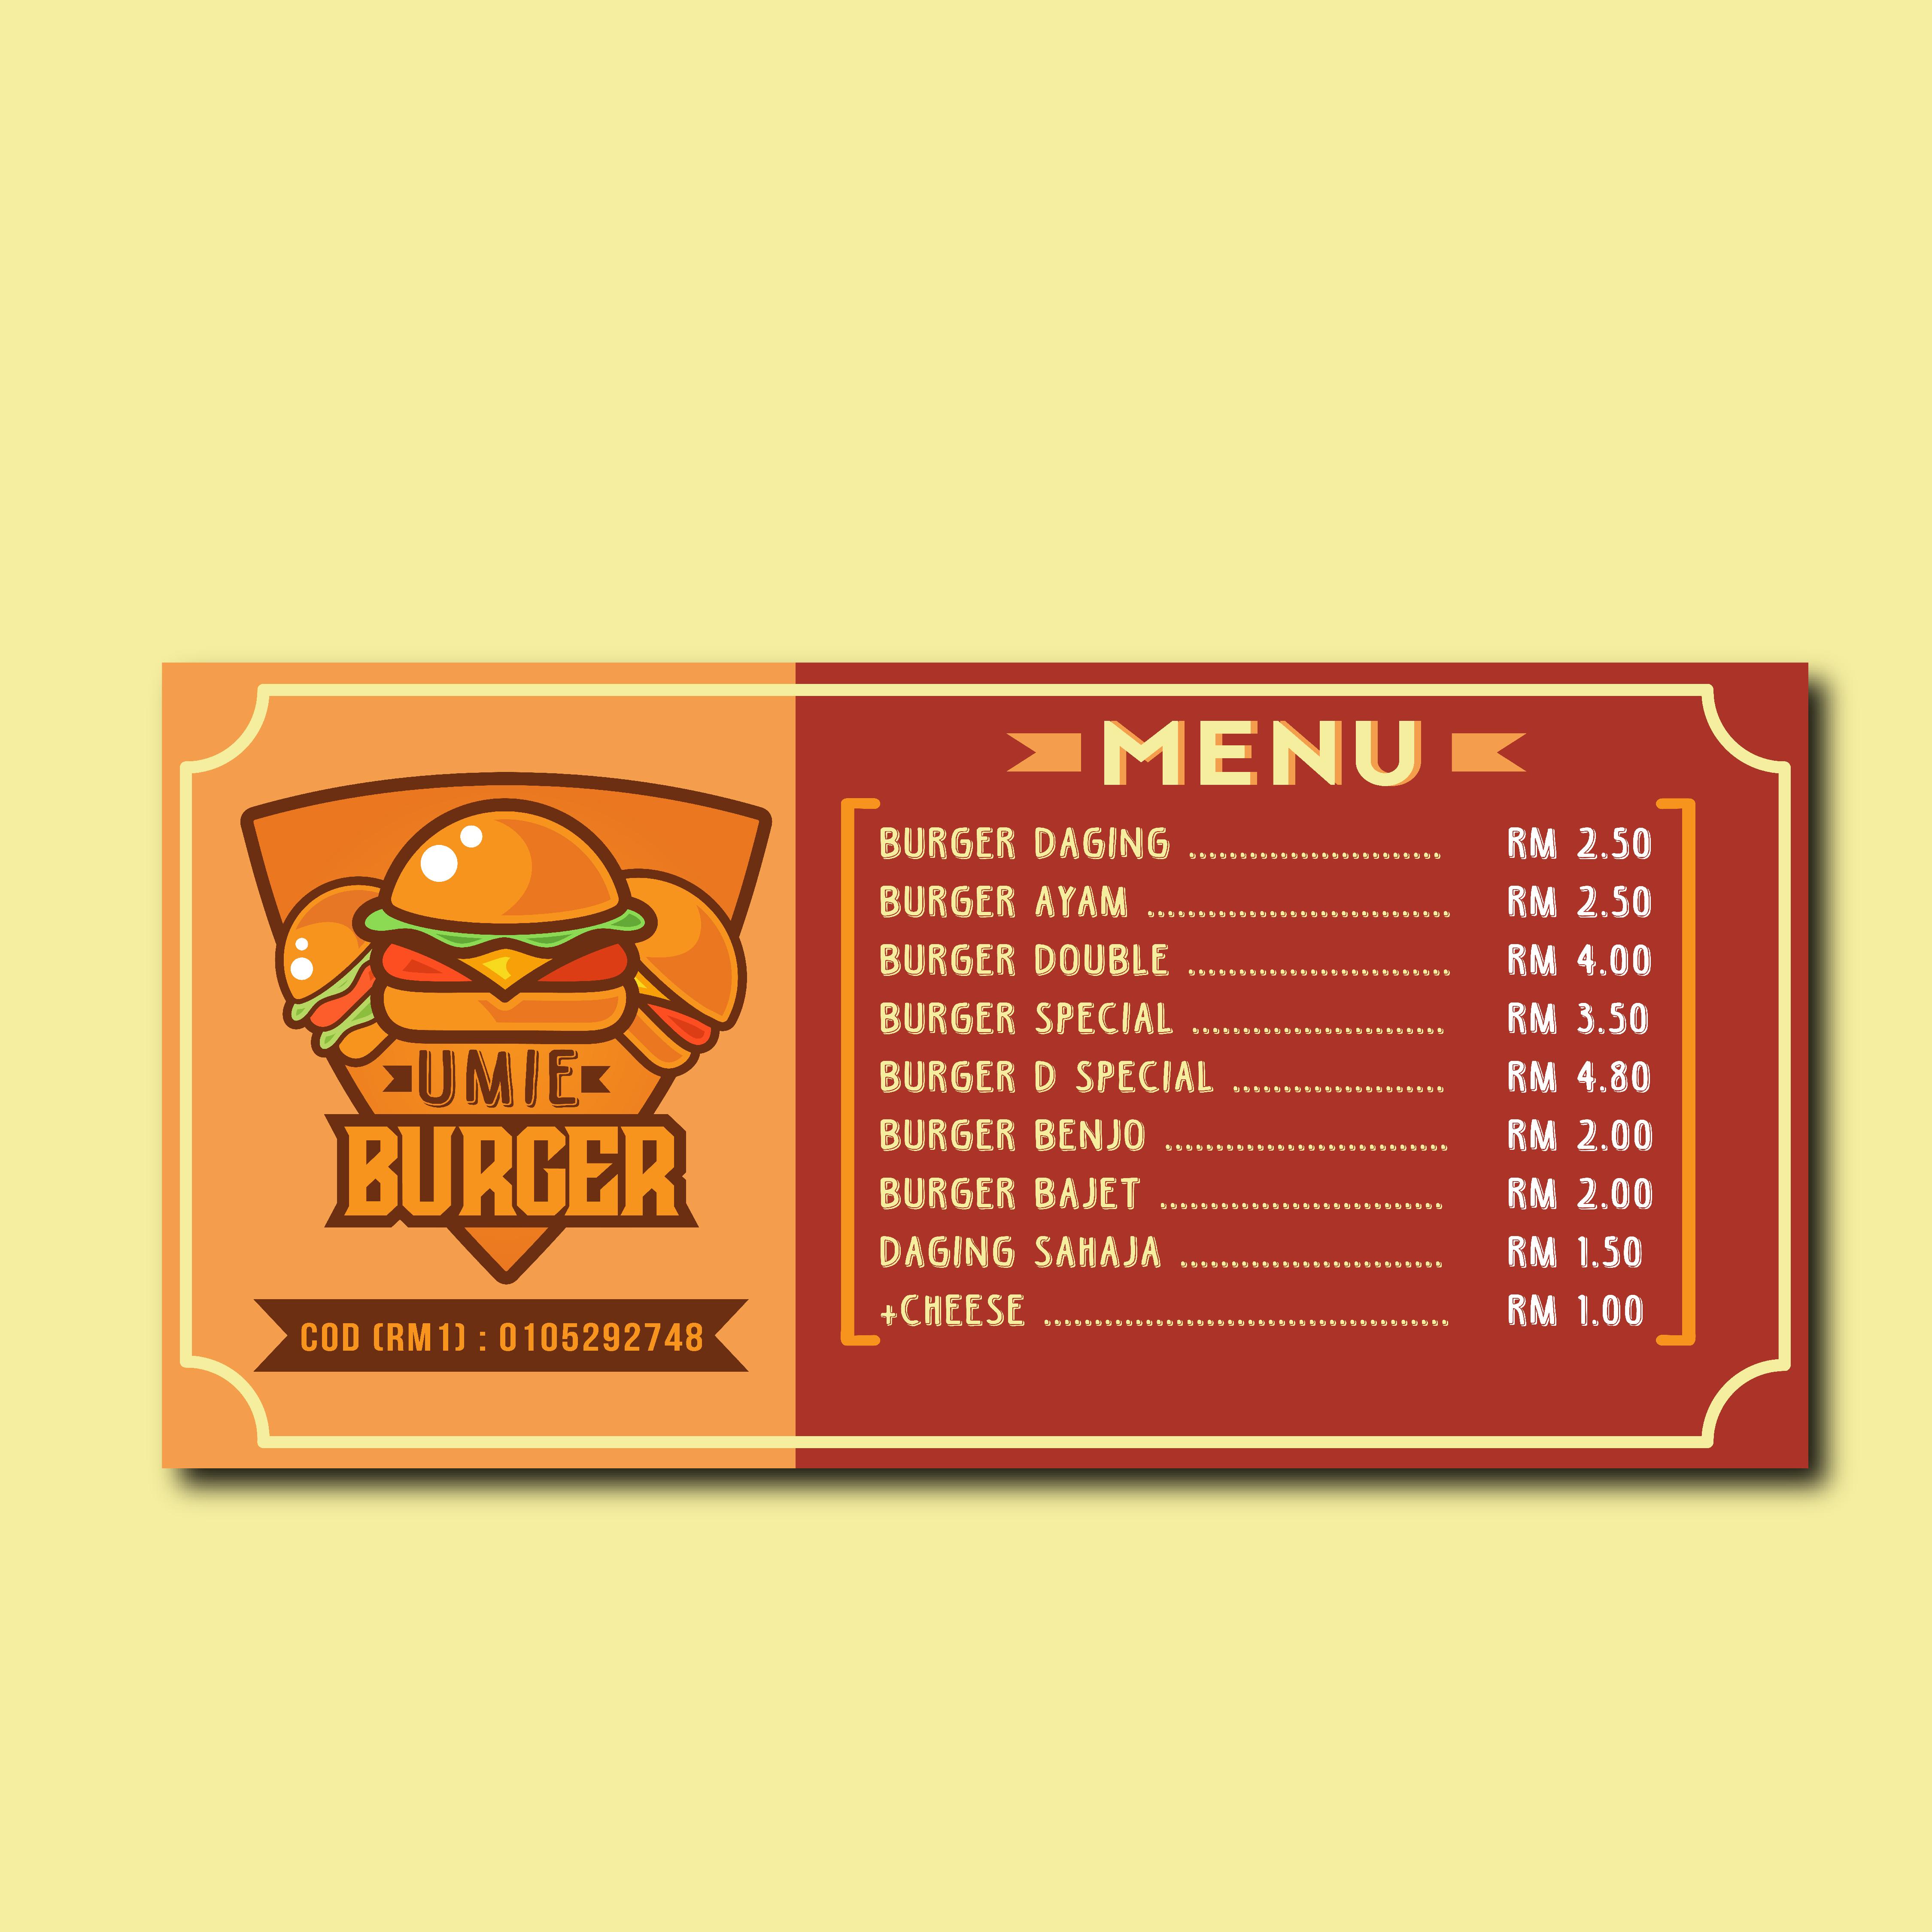 UMIE
BURGER
COD (RM1) : 0105292748
MENU
BURGER DAGING ........................ RM 2.50
BURGER AYAM ............................. RM 2.50
BURGER DOUBLE ......................... RM 4.00
BURGER SPECIAL ........................ RM 3.50
BURGER D SPECIAL .................... RM 4.80
BURGER BENJO ........................... RM 2.00
BURGER BAJET ........................... RM 2.00
DAGING SAHAJA ......................... RM 1.50
+CHEESE ....................................... RM 1.00